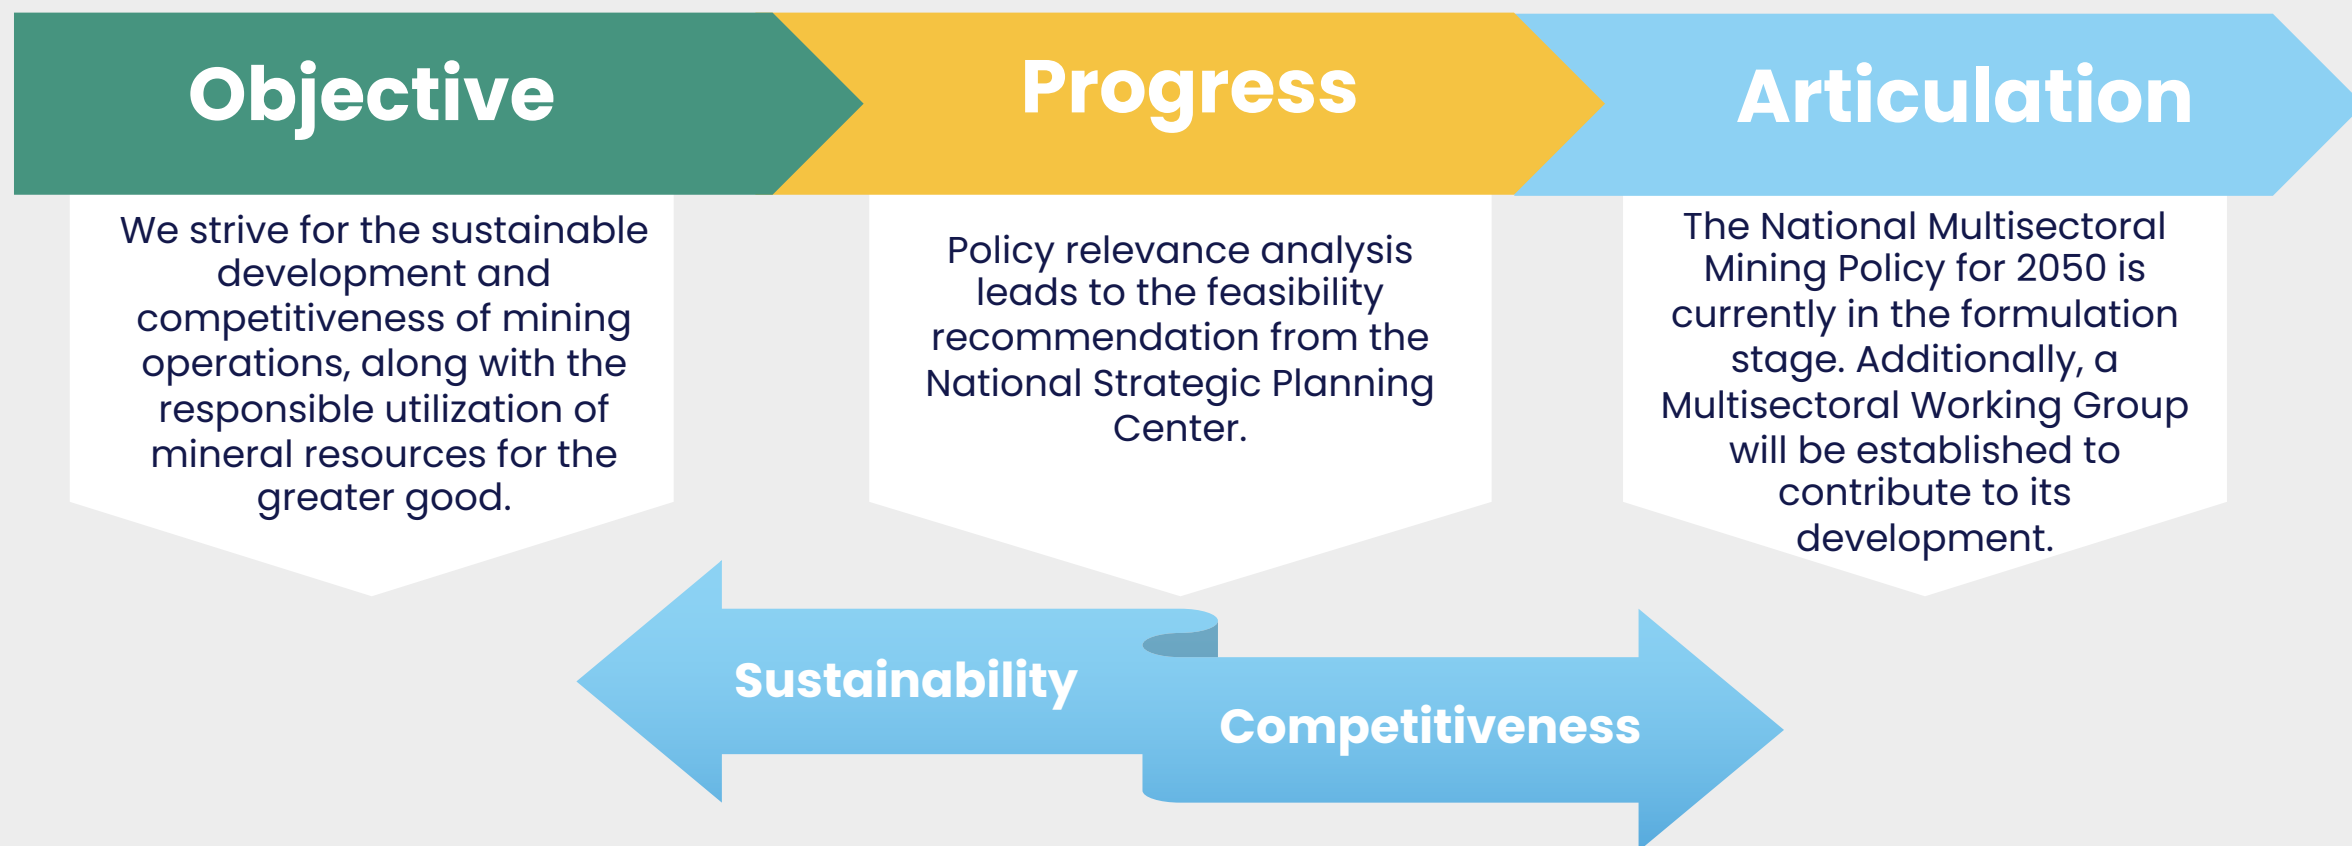 Objective
Progress
Articulation
We strive for the sustainable
development and
competitiveness of mining
operations, along with the
responsible utilization of
mineral resources for the
greater good.
Policy relevance analysis
leads to the feasibility
recommendation from the
National Strategic Planning
Center.
The National Multisectoral
Mining Policy for 2050 is
currently in the formulation
stage. Additionally, a
Multisectoral Working Group
will be established to
contribute to its
development.
Sustainability
Competitiveness